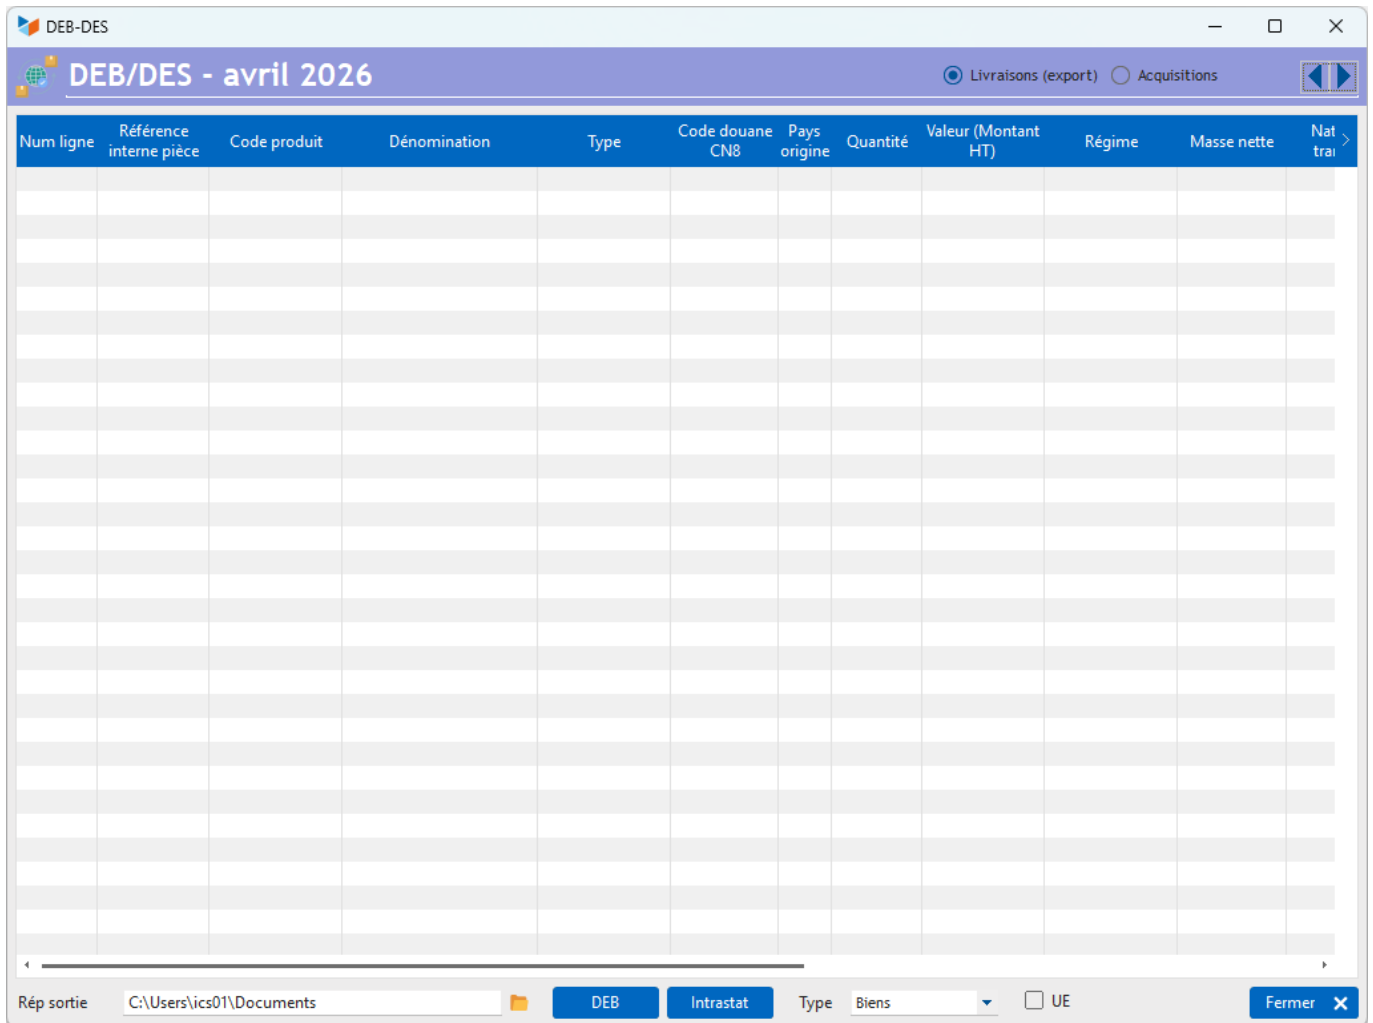 DEB-DES
DEB/DES - avril 2026
Livraisons (export)
Acquisitions
Num ligne
Référence
interne pièce
Code produit
Dénomination
Type
Code douane
CN8
Pays
origine
Quantité
Valeur (Montant
HT)
Régime
Masse nette
Nat
Rép sortie
C:\Users\ics01\Documents
DEB
Intrastat
Type
Biens
UE
Fermer